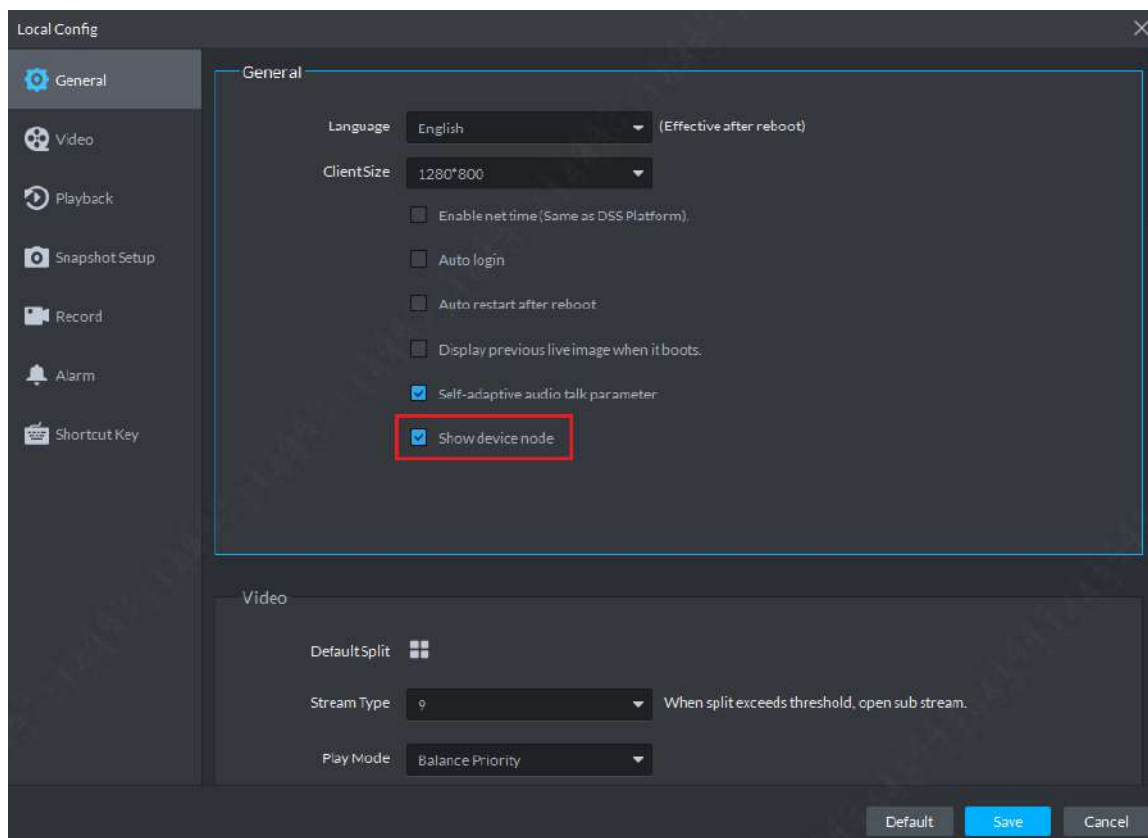 Local Config
General
Video
Playback
Snapshot Setup
Record
Alarm
Shortcut Key
General
Language English (Effective after reboot)
Client Size 1280*800
Enable net time (Same as DSS Platform).
Auto login
Auto restart after reboot
Display previous live image when it boots.
Self-adaptive audio talk parameter
Show device node
Video
Default Split
Stream Type 9 When split exceeds threshold, open sub stream.
Play Mode Balance Priority
Default Save Cancel